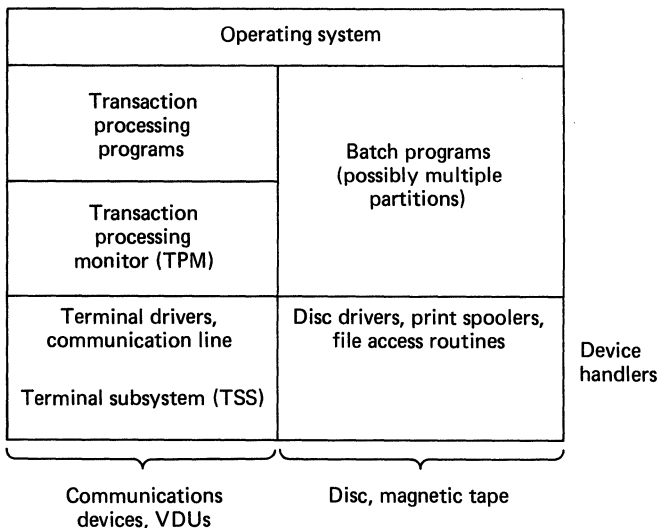 Operating system
Transaction
processing
programs
Batch programs
(possibly multiple
partitions)
Transaction
processing
monitor (TPM)
Terminal drivers,
communication line
Terminal subsystem (TSS)
Disc drivers, print spoolers,
file access routines
Device
handlers
Communications
devices, VDUs
Disc, magnetic tape